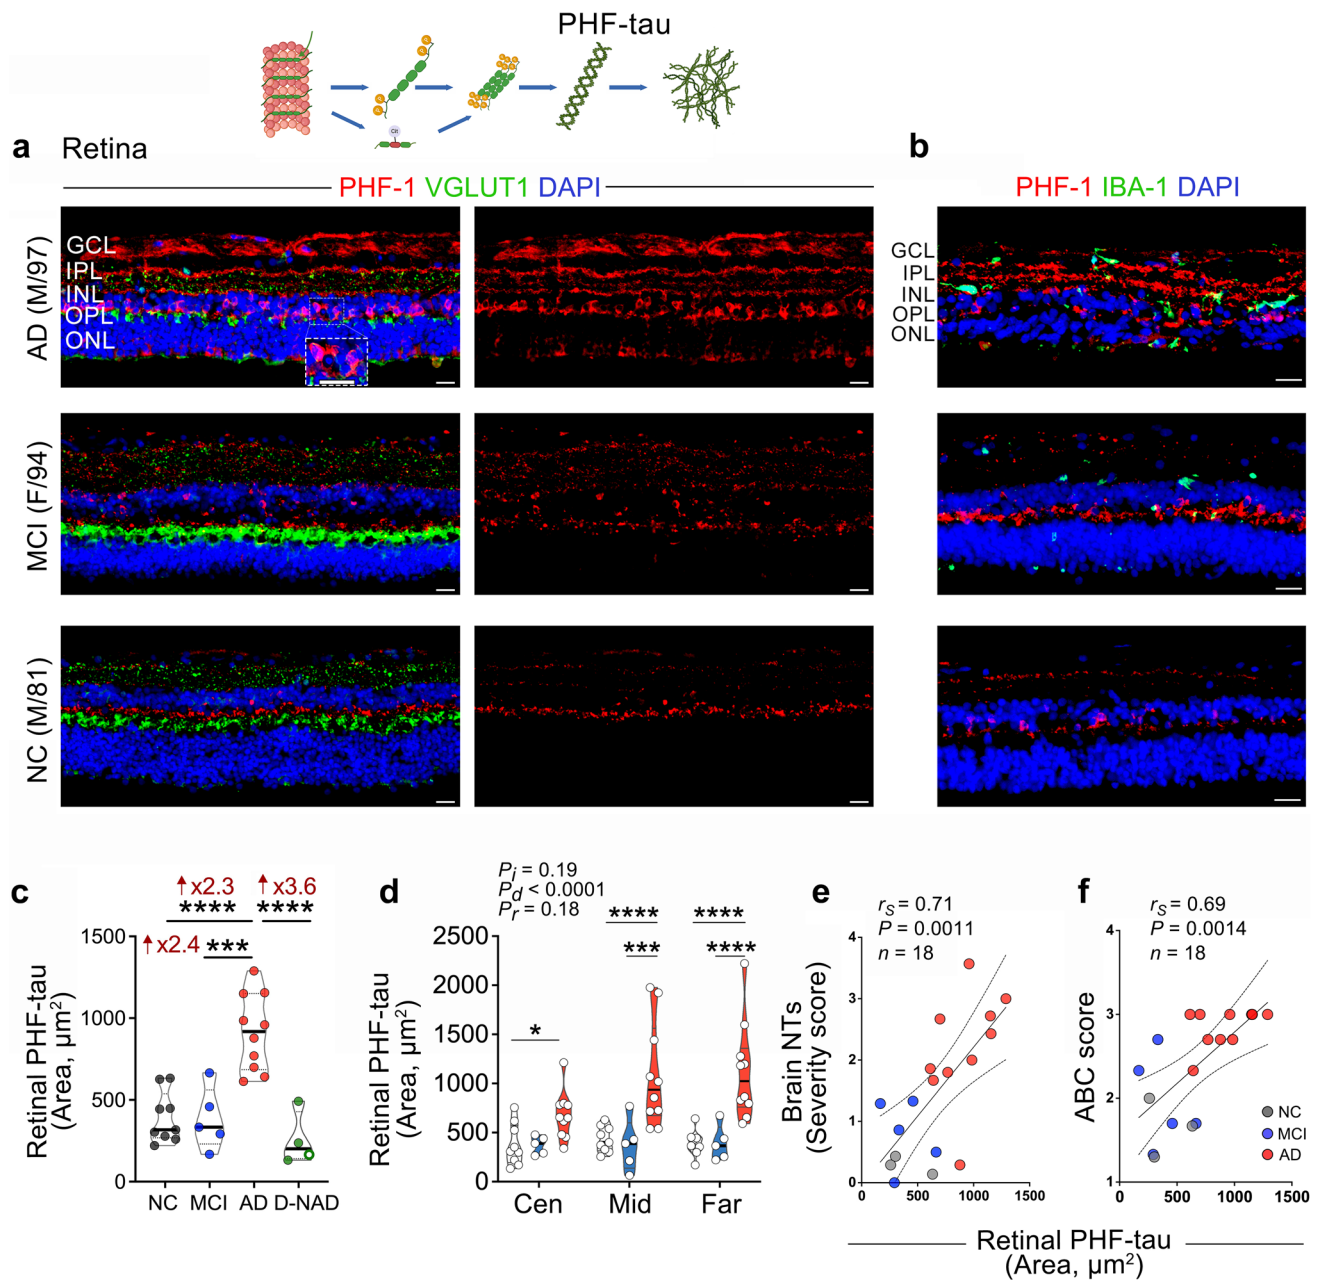 PHF-tau
Cit
a Retina
b
PHF-1 VGLUT1 DAPI
PHF-1 IBA-1 DAPI
AD (M/97)
GCL
IPL
INL
OPL
ONL
GCL
IPL
INL
OPL
ONL
MCI (F/94)
NC (M/81)
c
↑x2.3 ↑x3.6
**** ****
↑x2.4 ***
Retinal PHF-tau
(Area, µm²)
1500
1000
500
0
NC MCI AD D-NAD
d
Pi = 0.19
Pd < 0.0001
Pr = 0.18
**** ****
*** ****
*
Retinal PHF-tau
(Area, µm²)
2500
2000
1500
1000
500
0
Cen Mid Far
e
rS = 0.71
P = 0.0011
n = 18
Brain NTs
(Severity score)
4
3
2
1
0
0 500 1000 1500
f
rS = 0.69
P = 0.0014
n = 18
ABC score
4
3
2
1
0 500 1000 1500
NC
MCI
AD
Retinal PHF-tau
(Area, µm²)